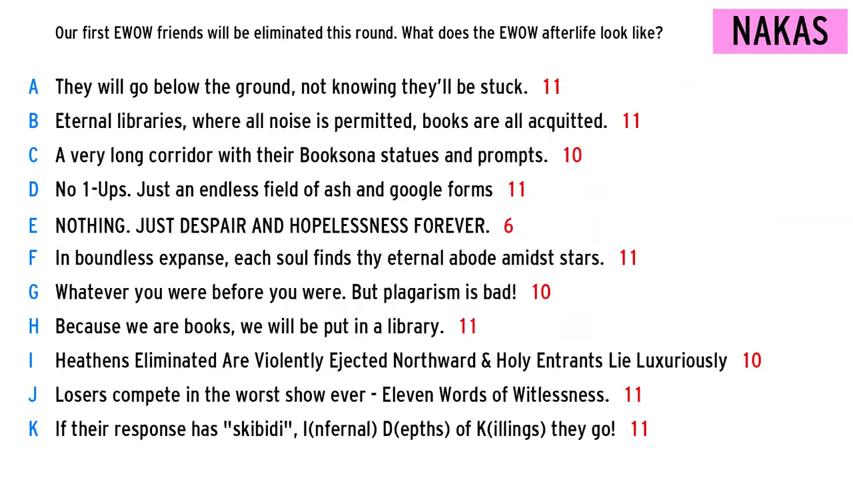 Our first EWOW friends will be eliminated this round. What does the EWOW afterlife look like?
NAKAS
A They will go below the ground, not knowing they'll be stuck. 11
B Eternal libraries, where all noise is permitted, books are all acquitted. 11
C A very long corridor with their Booksona statues and prompts. 10
D No 1-Ups. Just an endless field of ash and google forms 11
E NOTHING. JUST DESPAIR AND HOPELESSNESS FOREVER. 6
F In boundless expanse, each soul finds thy eternal abode amidst stars. 11
G Whatever you were before you were. But plagarism is bad! 10
H Because we are books, we will be put in a library. 11
I Heathens Eliminated Are Violently Ejected Northward & Holy Entrants Lie Luxuriously 10
J Losers compete in the worst show ever - Eleven Words of Witlessness. 11
K If their response has "skibidi", I(nfernal) D(epths) of K(illings) they go! 11